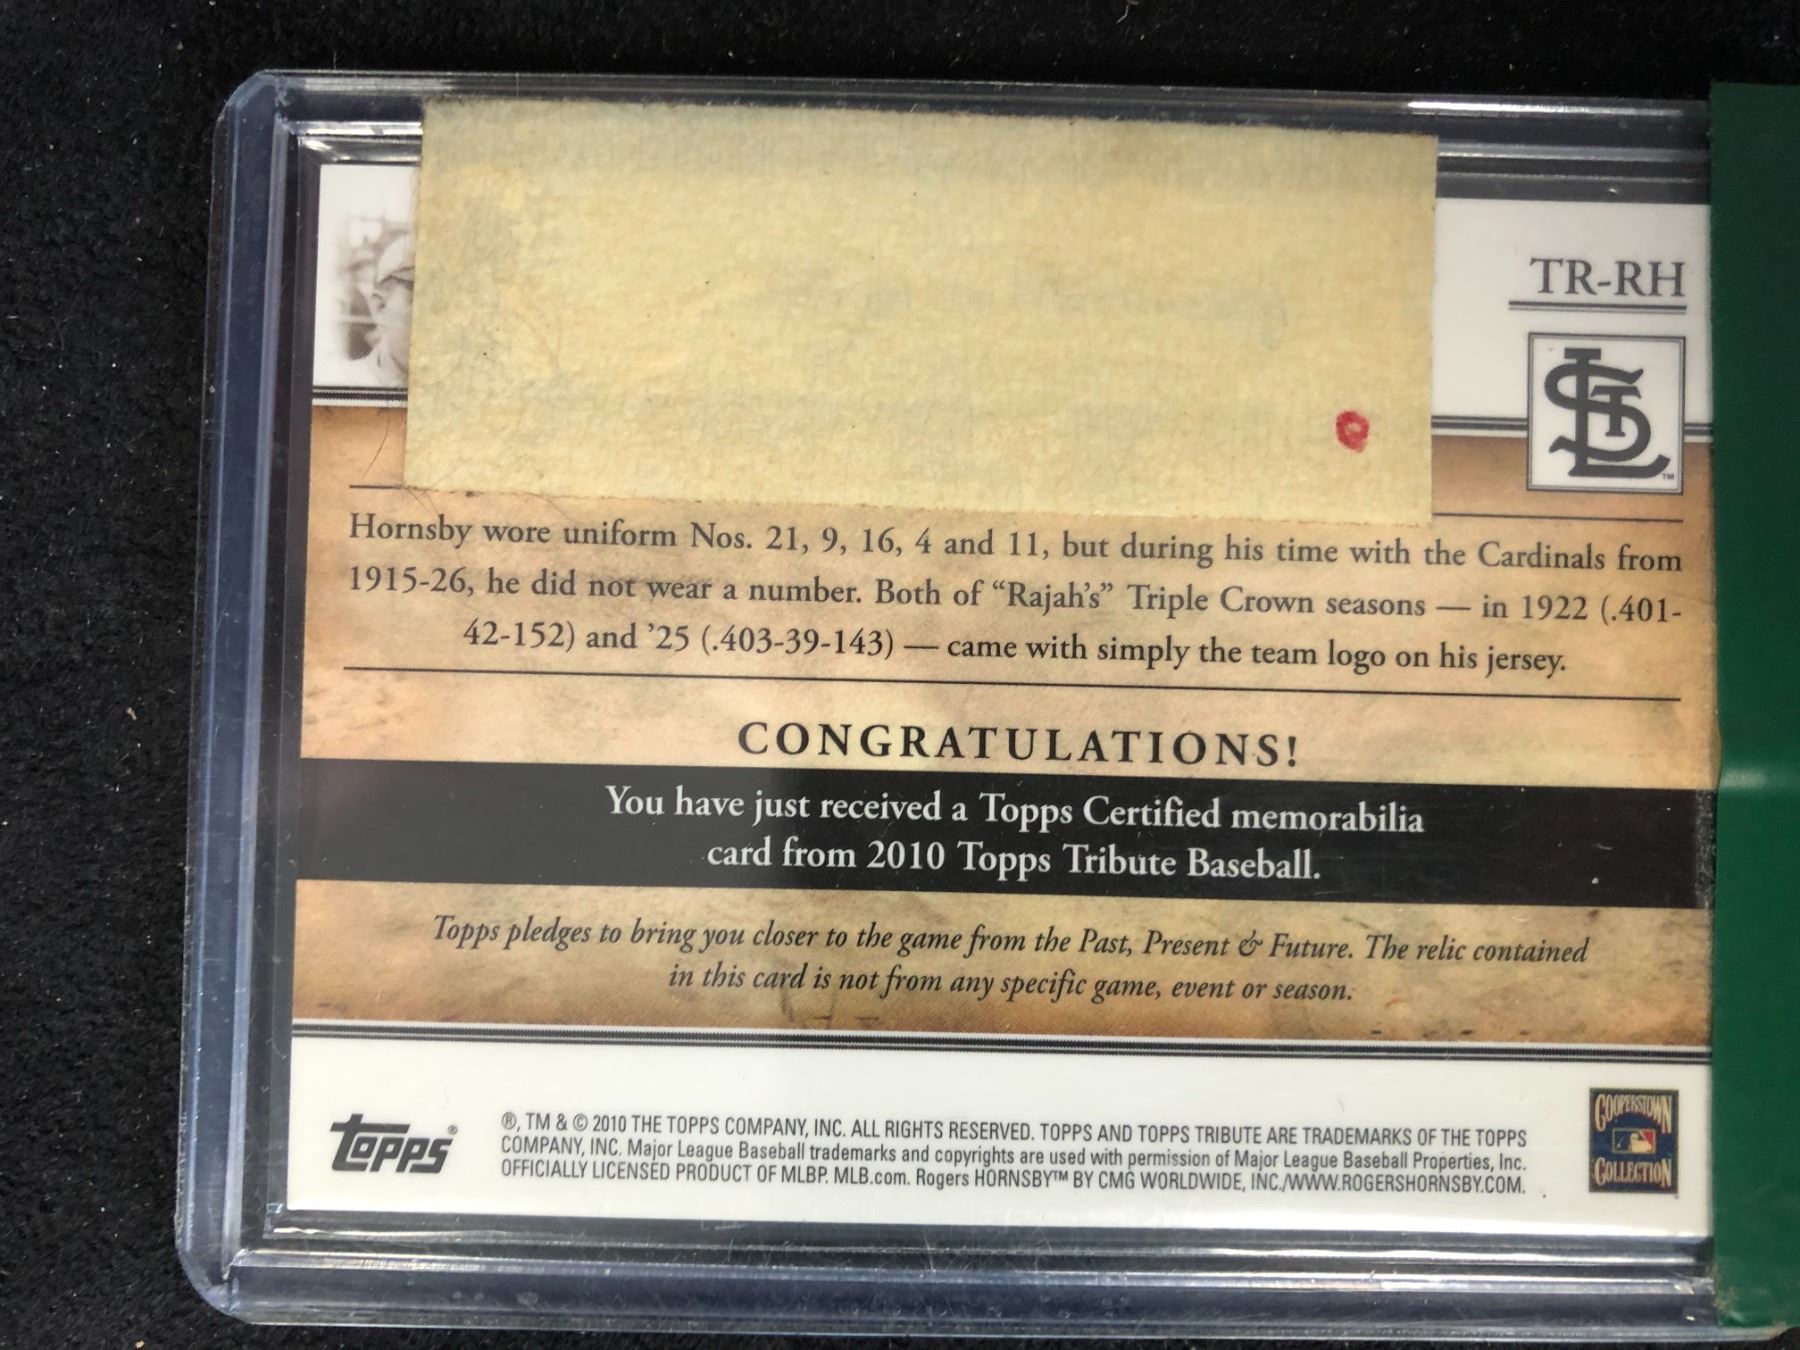 TR-RH
STL
TM
Hornsby wore uniform Nos. 21, 9, 16, 4 and 11, but during his time with the Cardinals from
1915-26, he did not wear a number. Both of “Rajah’s” Triple Crown seasons — in 1922 (.401-
42-152) and ’25 (.403-39-143) — came with simply the team logo on his jersey.
CONGRATULATIONS!
You have just received a Topps Certified memorabilia
card from 2010 Topps Tribute Baseball.
Topps pledges to bring you closer to the game from the Past, Present & Future. The relic contained
in this card is not from any specific game, event or season.
topps®
®, TM & © 2010 THE TOPPS COMPANY, INC. ALL RIGHTS RESERVED. TOPPS AND TOPPS TRIBUTE ARE TRADEMARKS OF THE TOPPS
COMPANY, INC. Major League Baseball trademarks and copyrights are used with permission of Major League Baseball Properties, Inc.
OFFICIALLY LICENSED PRODUCT OF MLBP. MLB.com. Rogers HORNSBY™ BY CMG WORLDWIDE, INC./WWW.ROGERSHORNSBY.COM.
COOPERSTOWN
COLLECTION